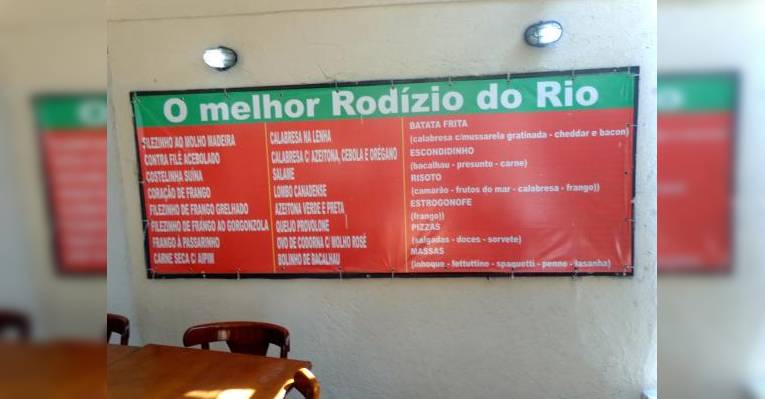 O melhor Rodízio do Rio
FILEZINHO AO MOLHO MADEIRA
CONTRA FILÉ ACEBOLADO
COSTELINHA SUÍNA
CORAÇÃO DE FRANGO
FILEZINHO DE FRANGO GRELHADO
FILEZINHO DE FRANGO AO GORGONZOLA
FRANGO À PASSARINHO
CARNE SECA C/ AIPIM
CALABRESA NA LENHA
CALABRESA C/ AZEITONA, CEBOLA E ORÉGANO
SALAME
LOMBO CANADENSE
AZEITONA VERDE E PRETA
QUEIJO PROVOLONE
OVO DE CODORNA C/ MOLHO ROSÉ
BOLINHO DE BACALHAU
BATATA FRITA
(calabresa c/mussarela gratinada - cheddar e bacon)
ESCONDIDINHO
(bacalhau - presunto - carne)
RISOTO
(camarão - frutos do mar - calabresa - frango))
ESTROGONOFE
(frango))
PIZZAS
(salgadas - doces - sorvete)
MASSAS
(inhoque - fettuttino - spaquetti - penne - lasanha)